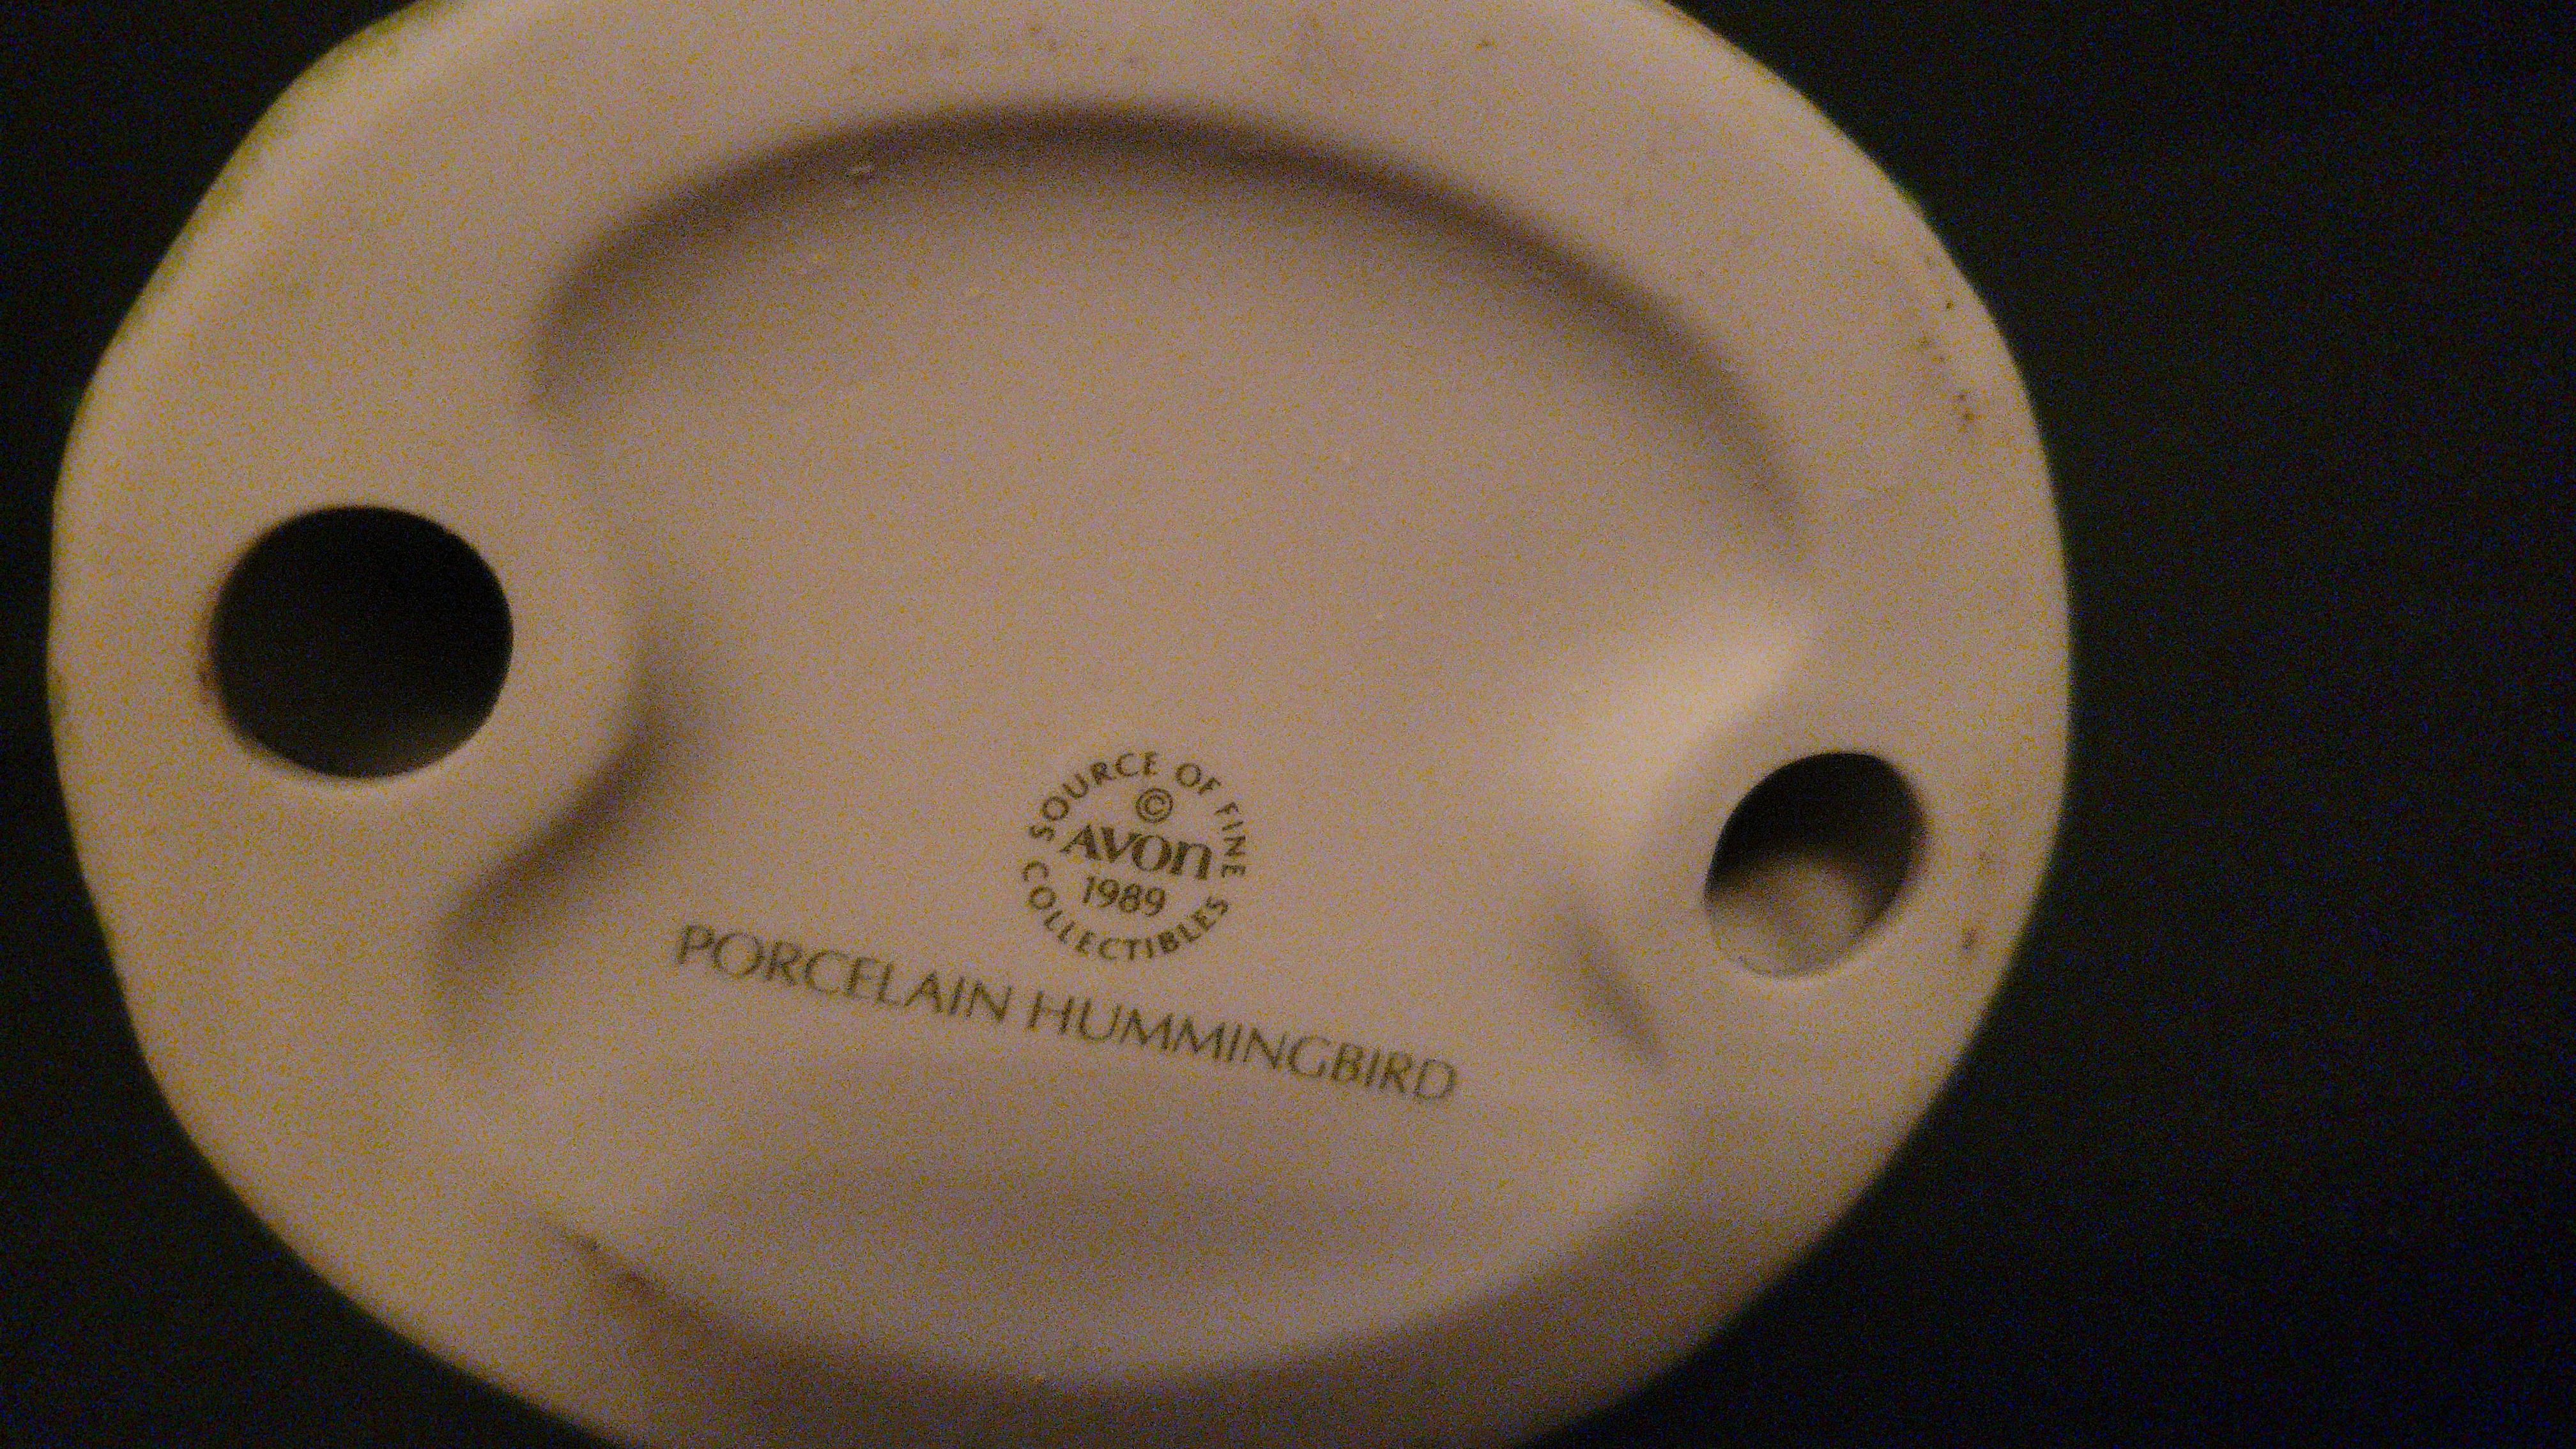 SOURCE OF FINE
©
AVON
1989
COLLECTIBLES
PORCELAIN HUMMINGBIRD